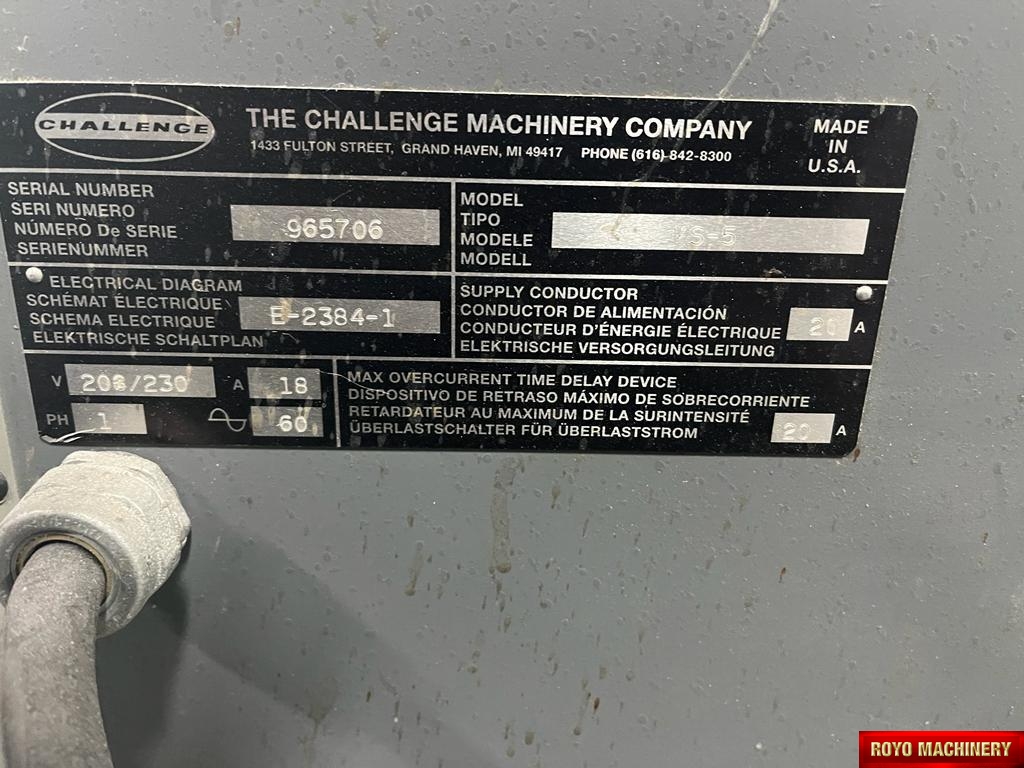 CHALLENGE
THE CHALLENGE MACHINERY COMPANY
1433 FULTON STREET, GRAND HAVEN, MI 49417 PHONE (616)-842-8300
MADE
IN
U.S.A.
SERIAL NUMBER
SERI NUMERO
NÚMERO De SERIE
SERIENUMMER
965706
MODEL
TIPO
MODELE
MODELL
ELECTRICAL DIAGRAM
SCHÉMAT ÉLECTRIQUE
SCHEMA ELECTRIQUE
ELEKTRISCHE SCHALTPLAN
E-2384-1
SUPPLY CONDUCTOR
CONDUCTOR DE ALIMENTACIÓN
CONDUCTEUR D'ÉNERGIE ÉLECTRIQUE
ELEKTRISCHE VERSORGUNGSLEITUNG
20 A
V 208/230 A 18
PH 1 60
MAX OVERCURRENT TIME DELAY DEVICE
DISPOSITIVO DE RETRASO MÁXIMO DE SOBRECORRIENTE
RETARDATEUR AU MAXIMUM DE LA SURINTENSITÉ
ÜBERLASTSCHALTER FÜR ÜBERLASTSTROM
20 A
ROYO MACHINERY